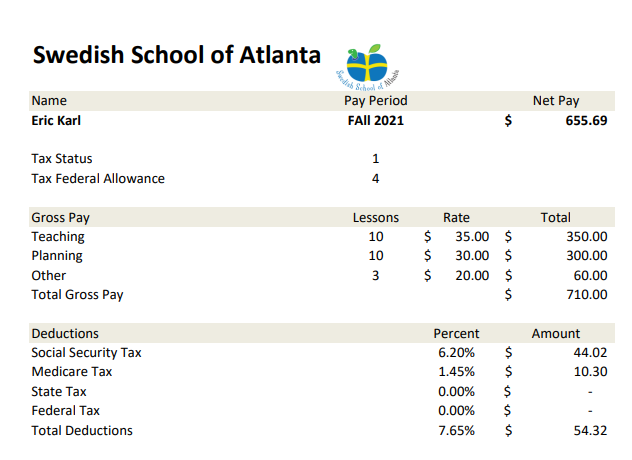 Swedish School of Atlanta
Swedish School of Atlanta
Name Pay Period Net Pay
Eric Karl FAll 2021 $ 655.69
Tax Status 1
Tax Federal Allowance 4
Gross Pay Lessons Rate Total
Teaching 10 $ 35.00 $ 350.00
Planning 10 $ 30.00 $ 300.00
Other 3 $ 20.00 $ 60.00
Total Gross Pay $ 710.00
Deductions Percent Amount
Social Security Tax 6.20% $ 44.02
Medicare Tax 1.45% $ 10.30
State Tax 0.00% $ -
Federal Tax 0.00% $ -
Total Deductions 7.65% $ 54.32